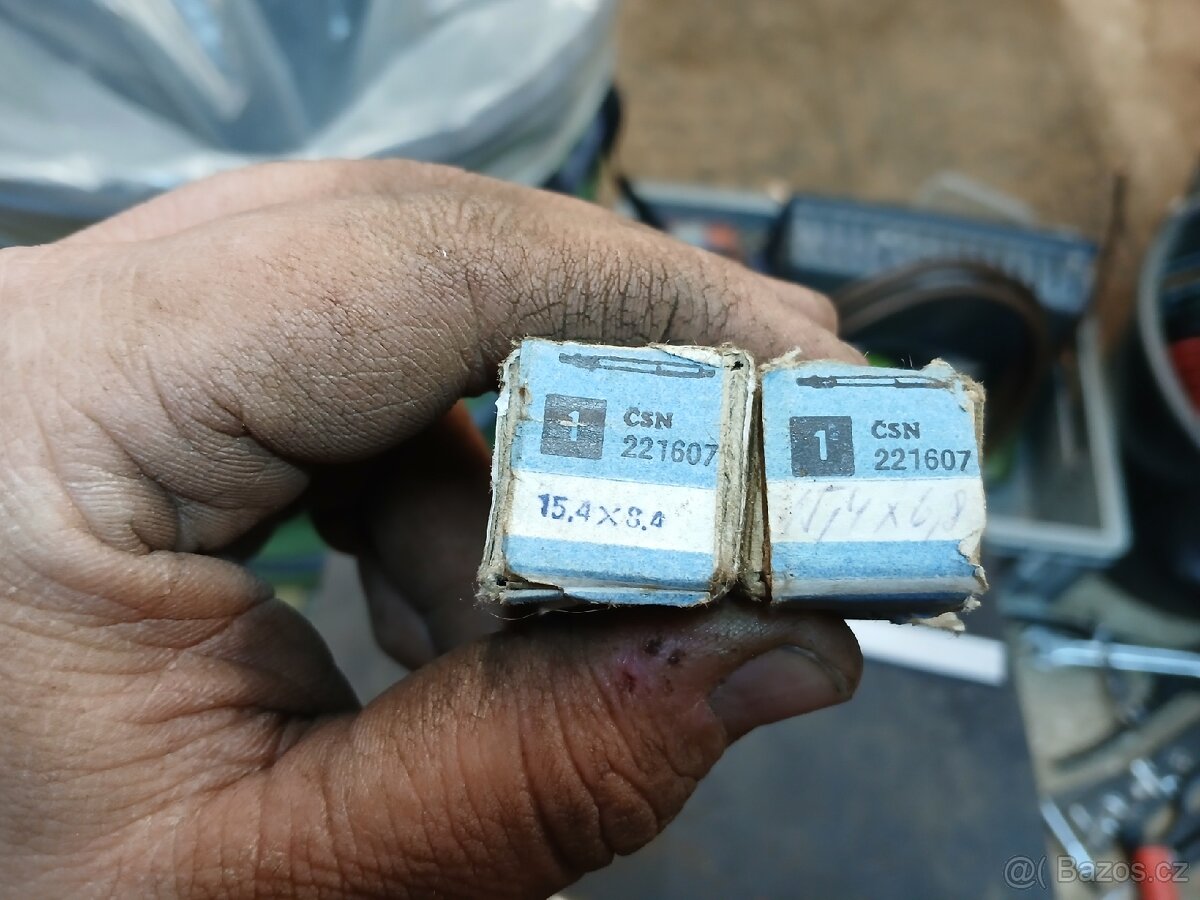 1 ČSN
221607
15,4 X 8,4
1 ČSN
221607
15,4 x 6,8
@( Bazos.cz